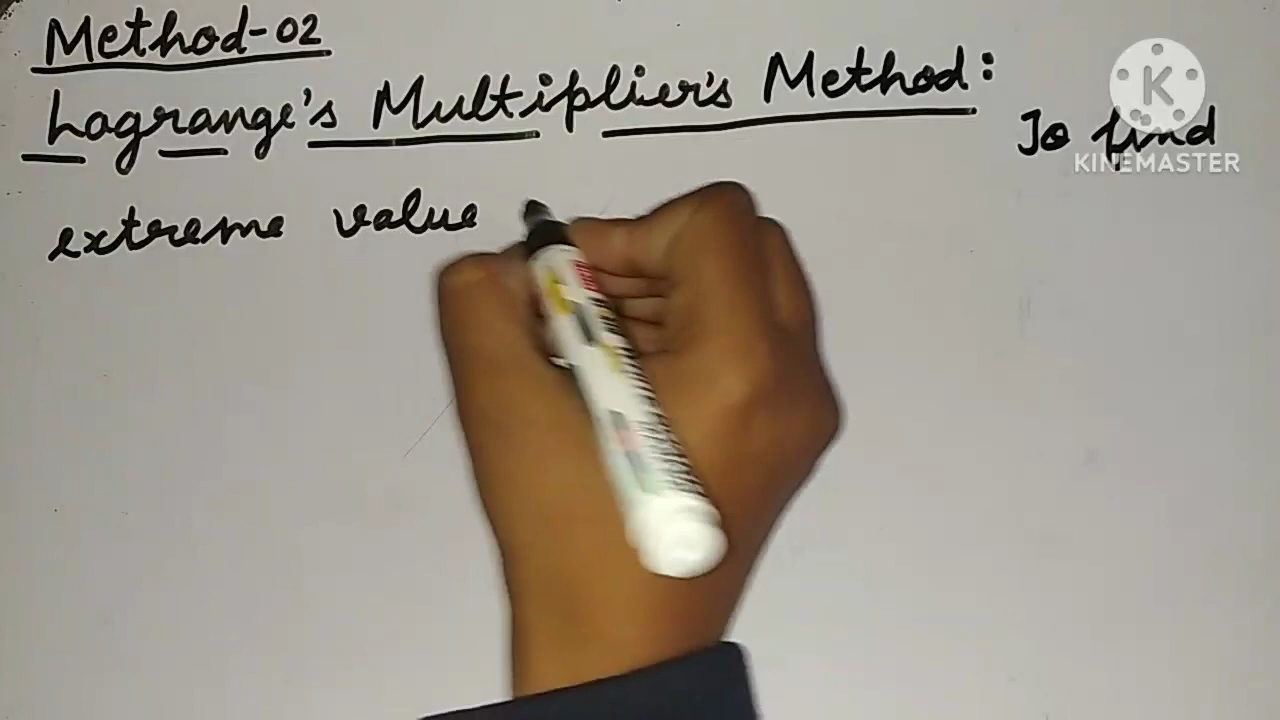 Method-02
Lagrange's Multiplier's Method:
To find
extreme value
K
KINEMASTER